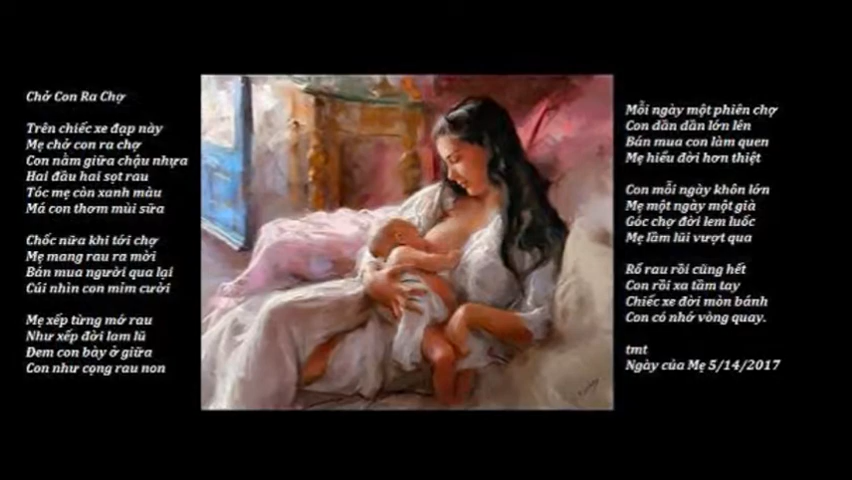 Chở Con Ra Chợ
Trên chiếc xe đạp này
Mẹ chở con ra chợ
Con nằm giữa chậu nhựa
Hai đầu hai sọt rau
Tóc mẹ còn xanh màu
Má con thơm mùi sữa
Chốc nữa khi tới chợ
Mẹ mang rau ra mời
Bán mua người qua lại
Cúi nhìn con mỉm cười
Mẹ xếp từng mớ rau
Như xếp đời lam lũ
Đem con bày ở giữa
Con như cọng rau non
Mỗi ngày một phiên chợ
Con dần dần lớn lên
Bán mua con làm quen
Mẹ hiểu đời hơn thiệt
Con mỗi ngày khôn lớn
Mẹ một ngày một già
Góc chợ đời lem luốc
Mẹ lầm lũi vượt qua
Rổ rau rồi cũng hết
Con rồi xa tầm tay
Chiếc xe đời mòn bánh
Con có nhớ vòng quay.
tmt
Ngày của Mẹ 5/14/2017